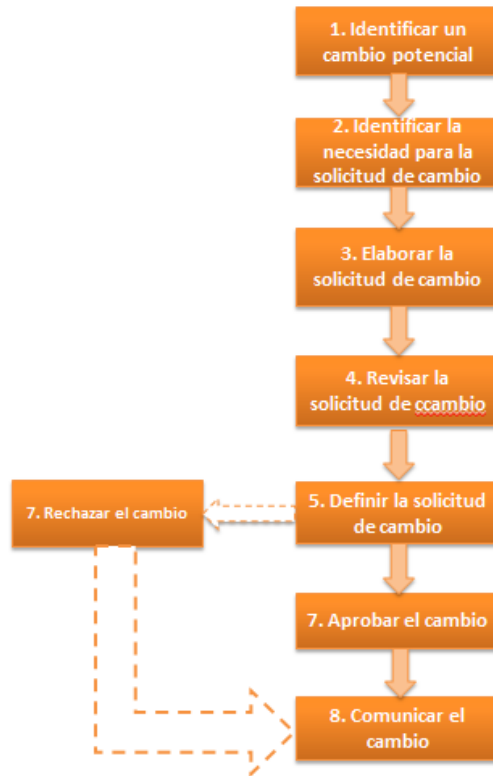 1. Identificar un
cambio potencial
2. Identificar la
necesidad para la
solicitud de cambio
3. Elaborar la
solicitud de cambio
4. Revisar la
solicitud de ccambio
7. Rechazar el cambio
5. Definir la solicitud
de cambio
7. Aprobar el cambio
8. Comunicar el
cambio